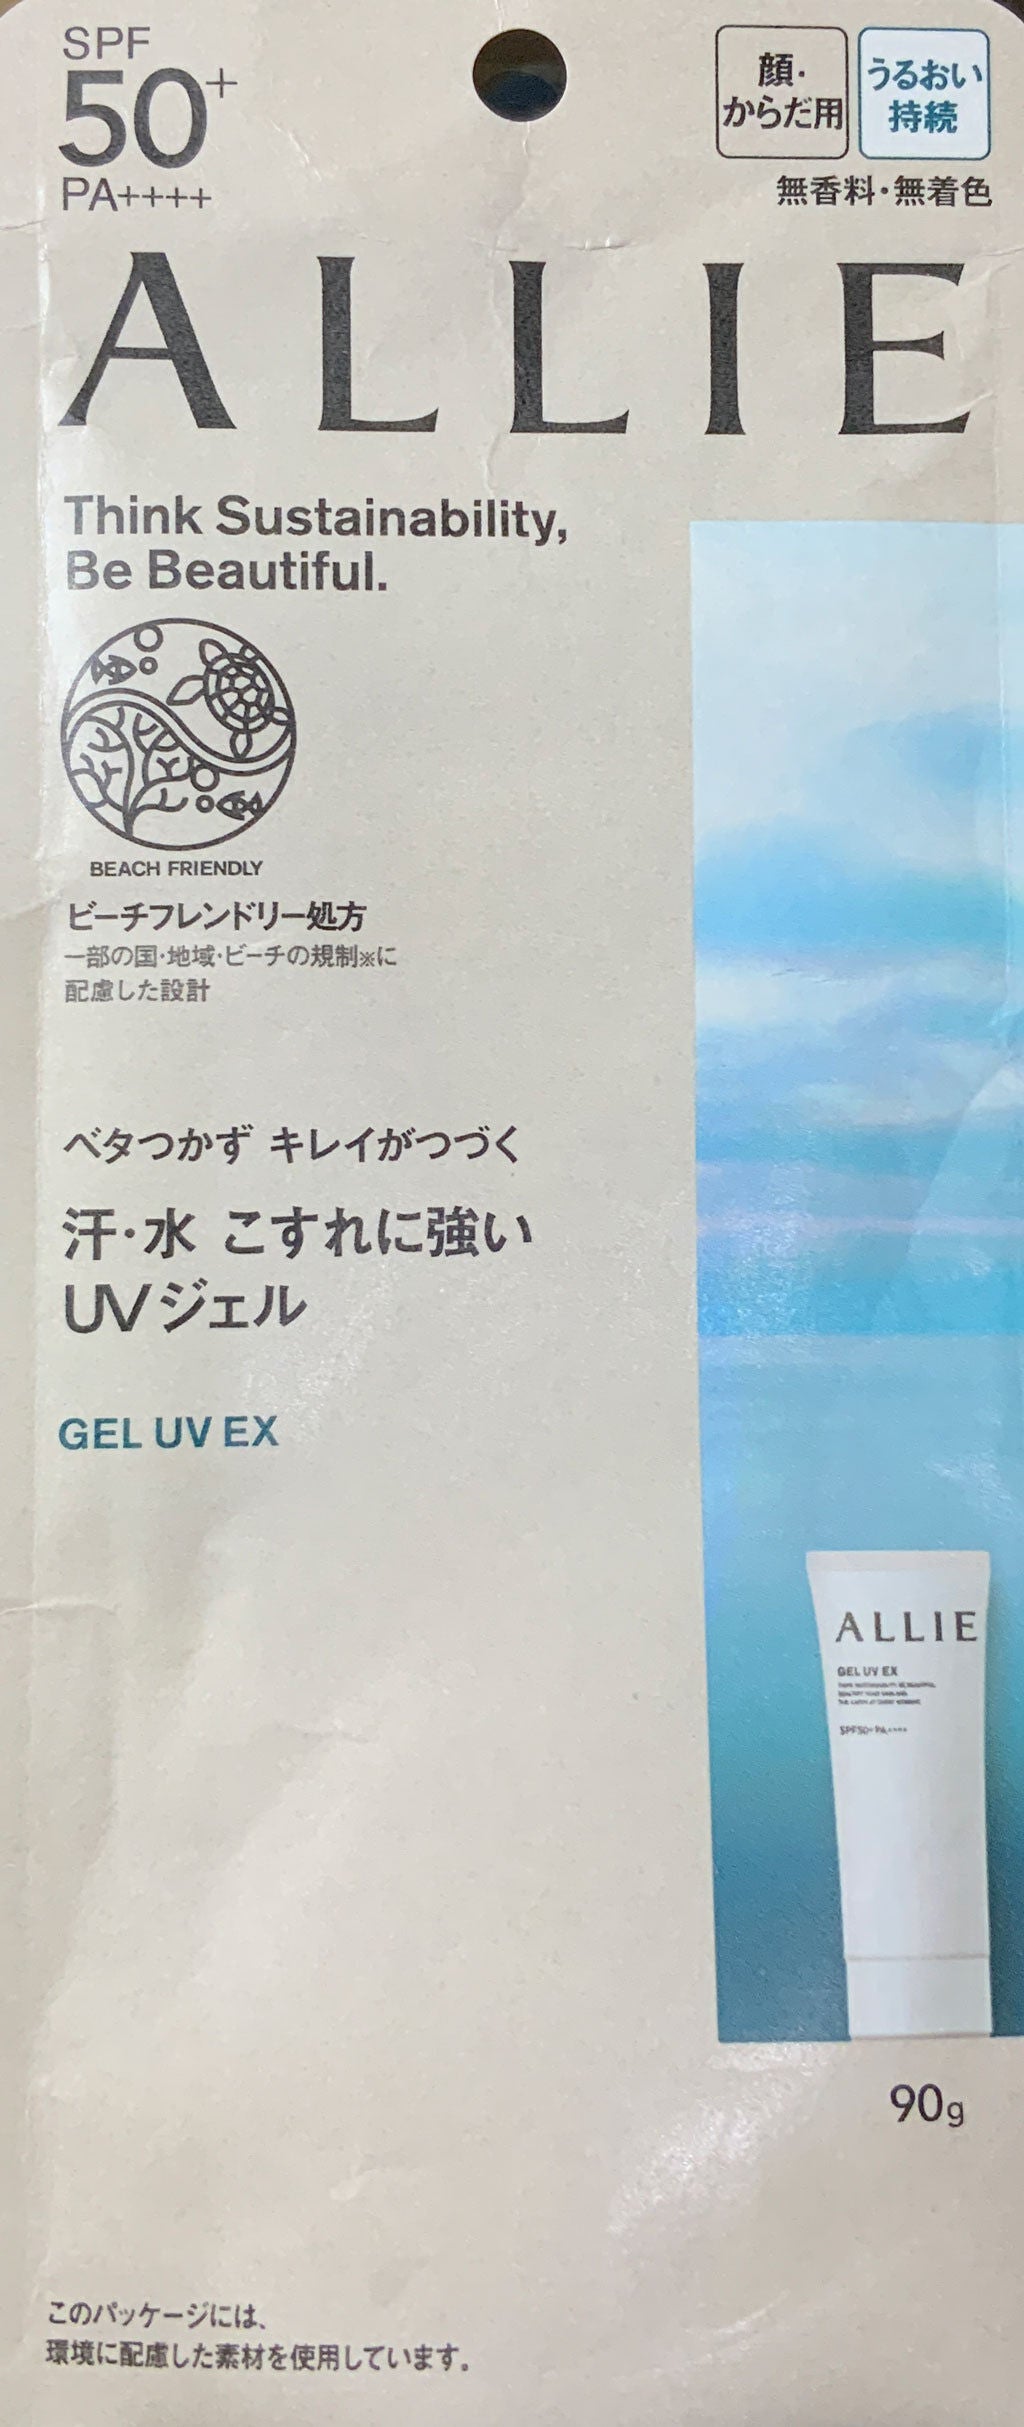 SPF
50+
PA++++
顔・
からだ用
うるおい
持続
無香料・無着色
ALLIE
Think Sustainability,
Be Beautiful.
BEACH FRIENDLY
ビーチフレンドリー処方
一部の国・地域・ビーチの規制※に
配慮した設計
ベタつかず キレイがつづく
汗・水 こすれに強い
UVジェル
GEL UV EX
ALLIE
GEL UV EX
SPF50+ PA++++
90g
このパッケージには、
環境に配慮した素材を使用しています。